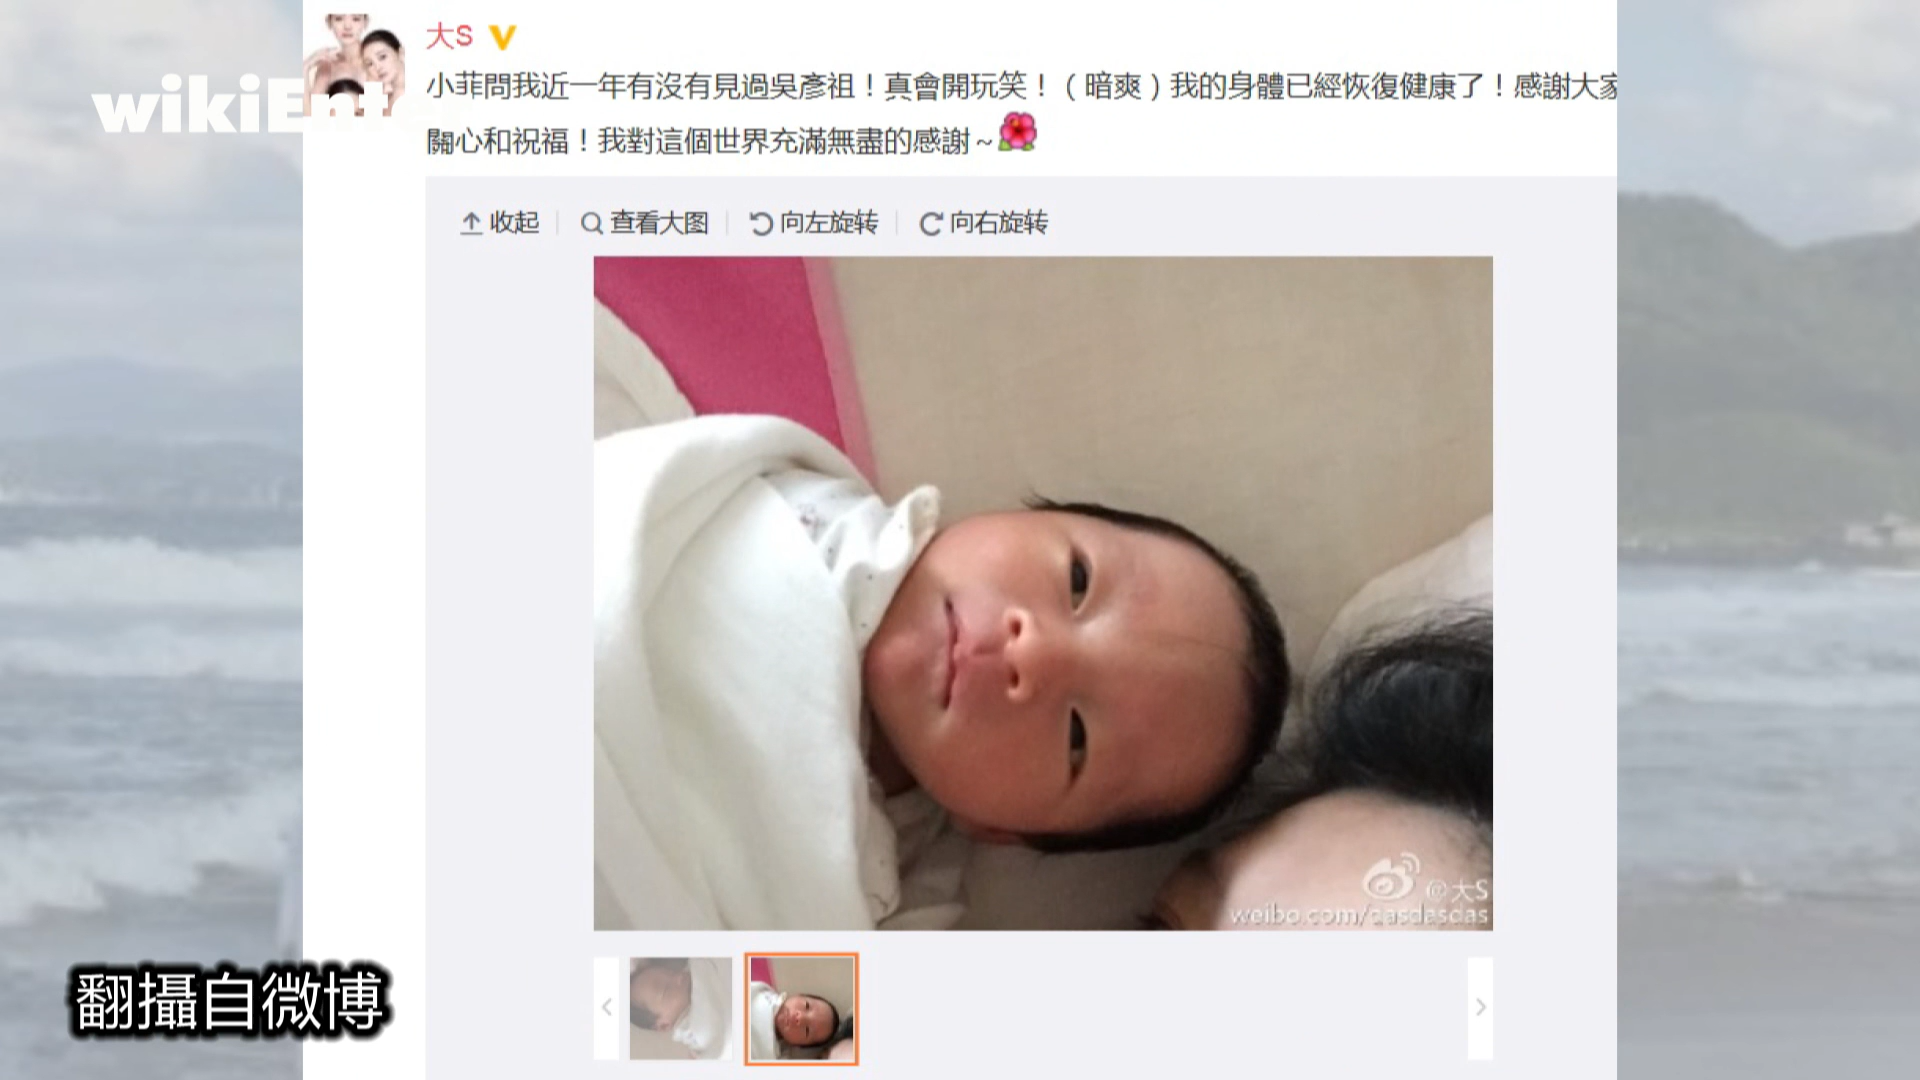 大S
wikiEnt
小菲問我近一年有沒有見過吳彥祖！真會開玩笑！（暗爽）我的身體已經恢復健康了！感謝大家
關心和祝福！我對這個世界充滿無盡的感謝~
收起
查看大图
向左旋转
向右旋转
@大S
weibo.com/dasdasdas
翻攝自微博